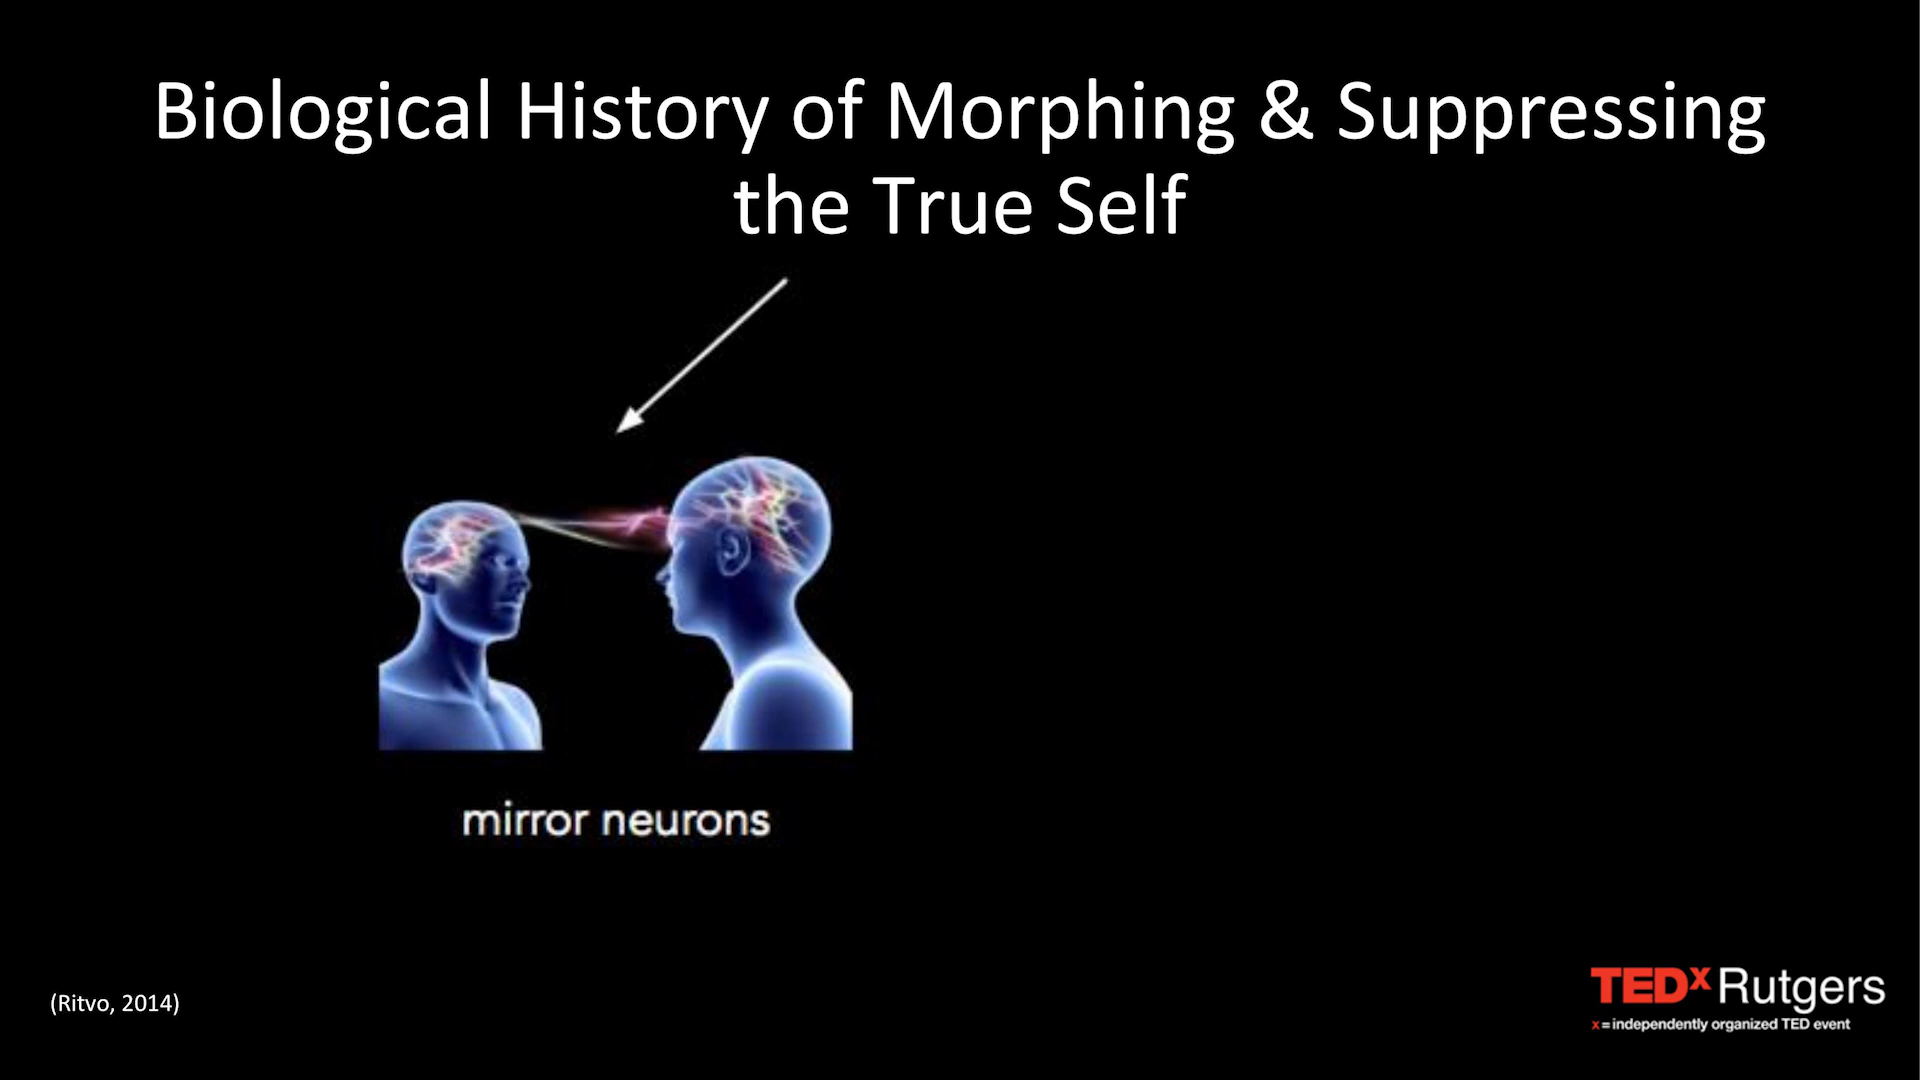 Biological History of Morphing & Suppressing
the True Self
mirror neurons
(Ritvo, 2014)
TEDx Rutgers
x = independently organized TED event